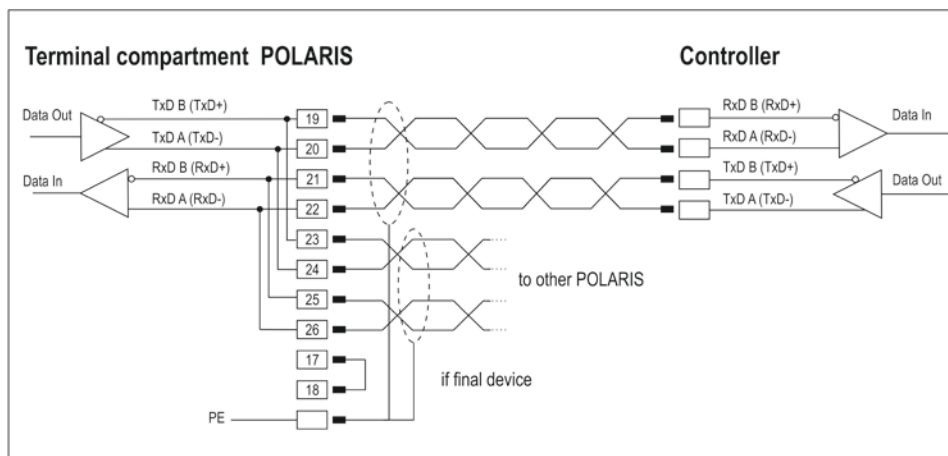 Terminal compartment POLARIS
Controller
Data Out
TxD B (TxD+)
19
RxD B (RxD+)
Data In
TxD A (TxD-)
20
RxD A (RxD-)
Data In
RxD B (RxD+)
21
TxD B (TxD+)
Data Out
RxD A (RxD-)
22
TxD A (TxD-)
23
24
to other POLARIS
25
26
17
if final device
18
PE